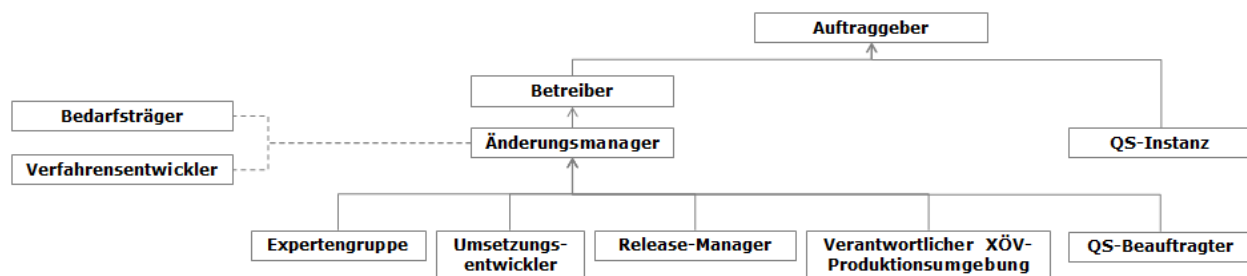 Auftraggeber
Betreiber
Bedarfsträger
Änderungsmanager
QS-Instanz
Verfahrensentwickler
Expertengruppe
Umsetzungs-
entwickler
Release-Manager
Verantwortlicher XÖV-
Produktionsumgebung
QS-Beauftragter